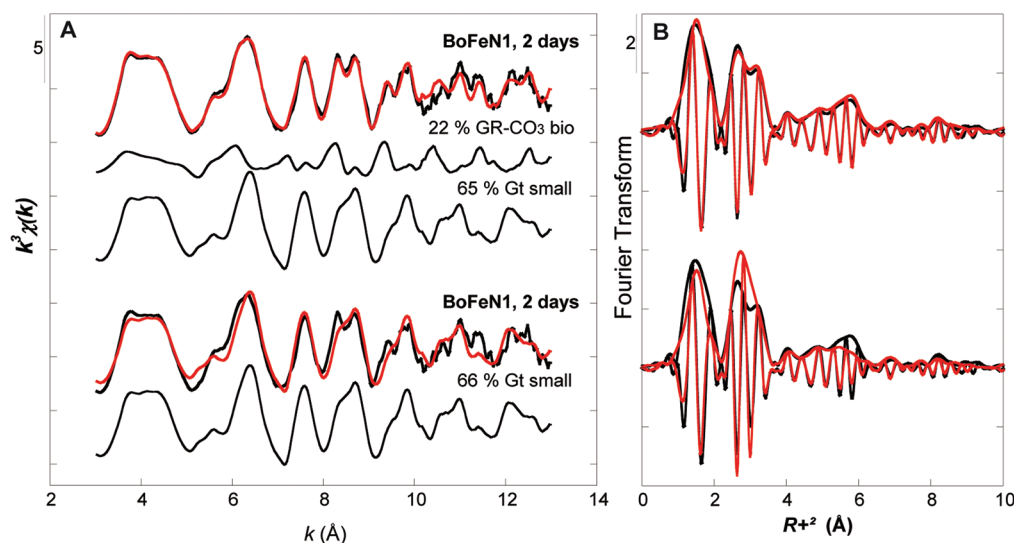 5
A
BoFeN1, 2 days
22 % GR-CO₃ bio
65 % Gt small
BoFeN1, 2 days
66 % Gt small
k³χ(k)
2 4 6 8 10 12 14
k (Å)
2
B
Fourier Transform
0 2 4 6 8 10
R+² (Å)